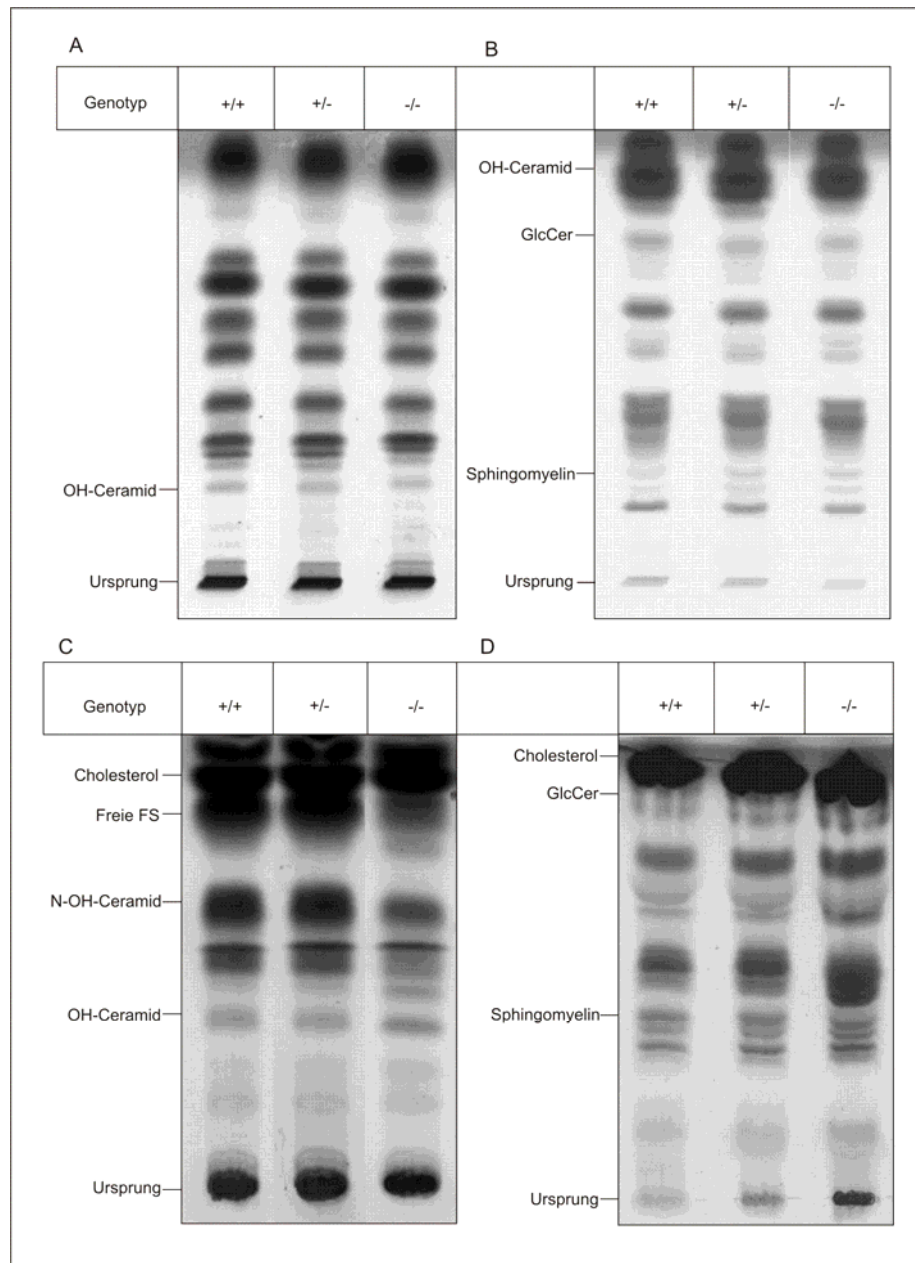 A
B
Genotyp +/+ +/- -/- +/+ +/- -/-
OH-Ceramid
GlcCer
OH-Ceramid
Sphingomyelin
Ursprung
Ursprung
C
D
Genotyp +/+ +/- -/- +/+ +/- -/-
Cholesterol
Freie FS
N-OH-Ceramid
OH-Ceramid
Ursprung
Cholesterol
GlcCer
Sphingomyelin
Ursprung